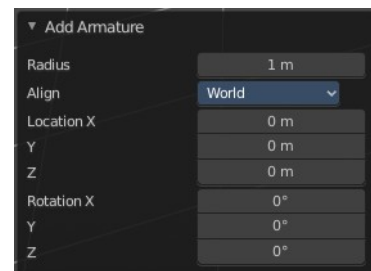 Add Armature
Radius 1 m
Align World
Location X 0 m
Y 0 m
Z 0 m
Rotation X 0°
Y 0°
Z 0°